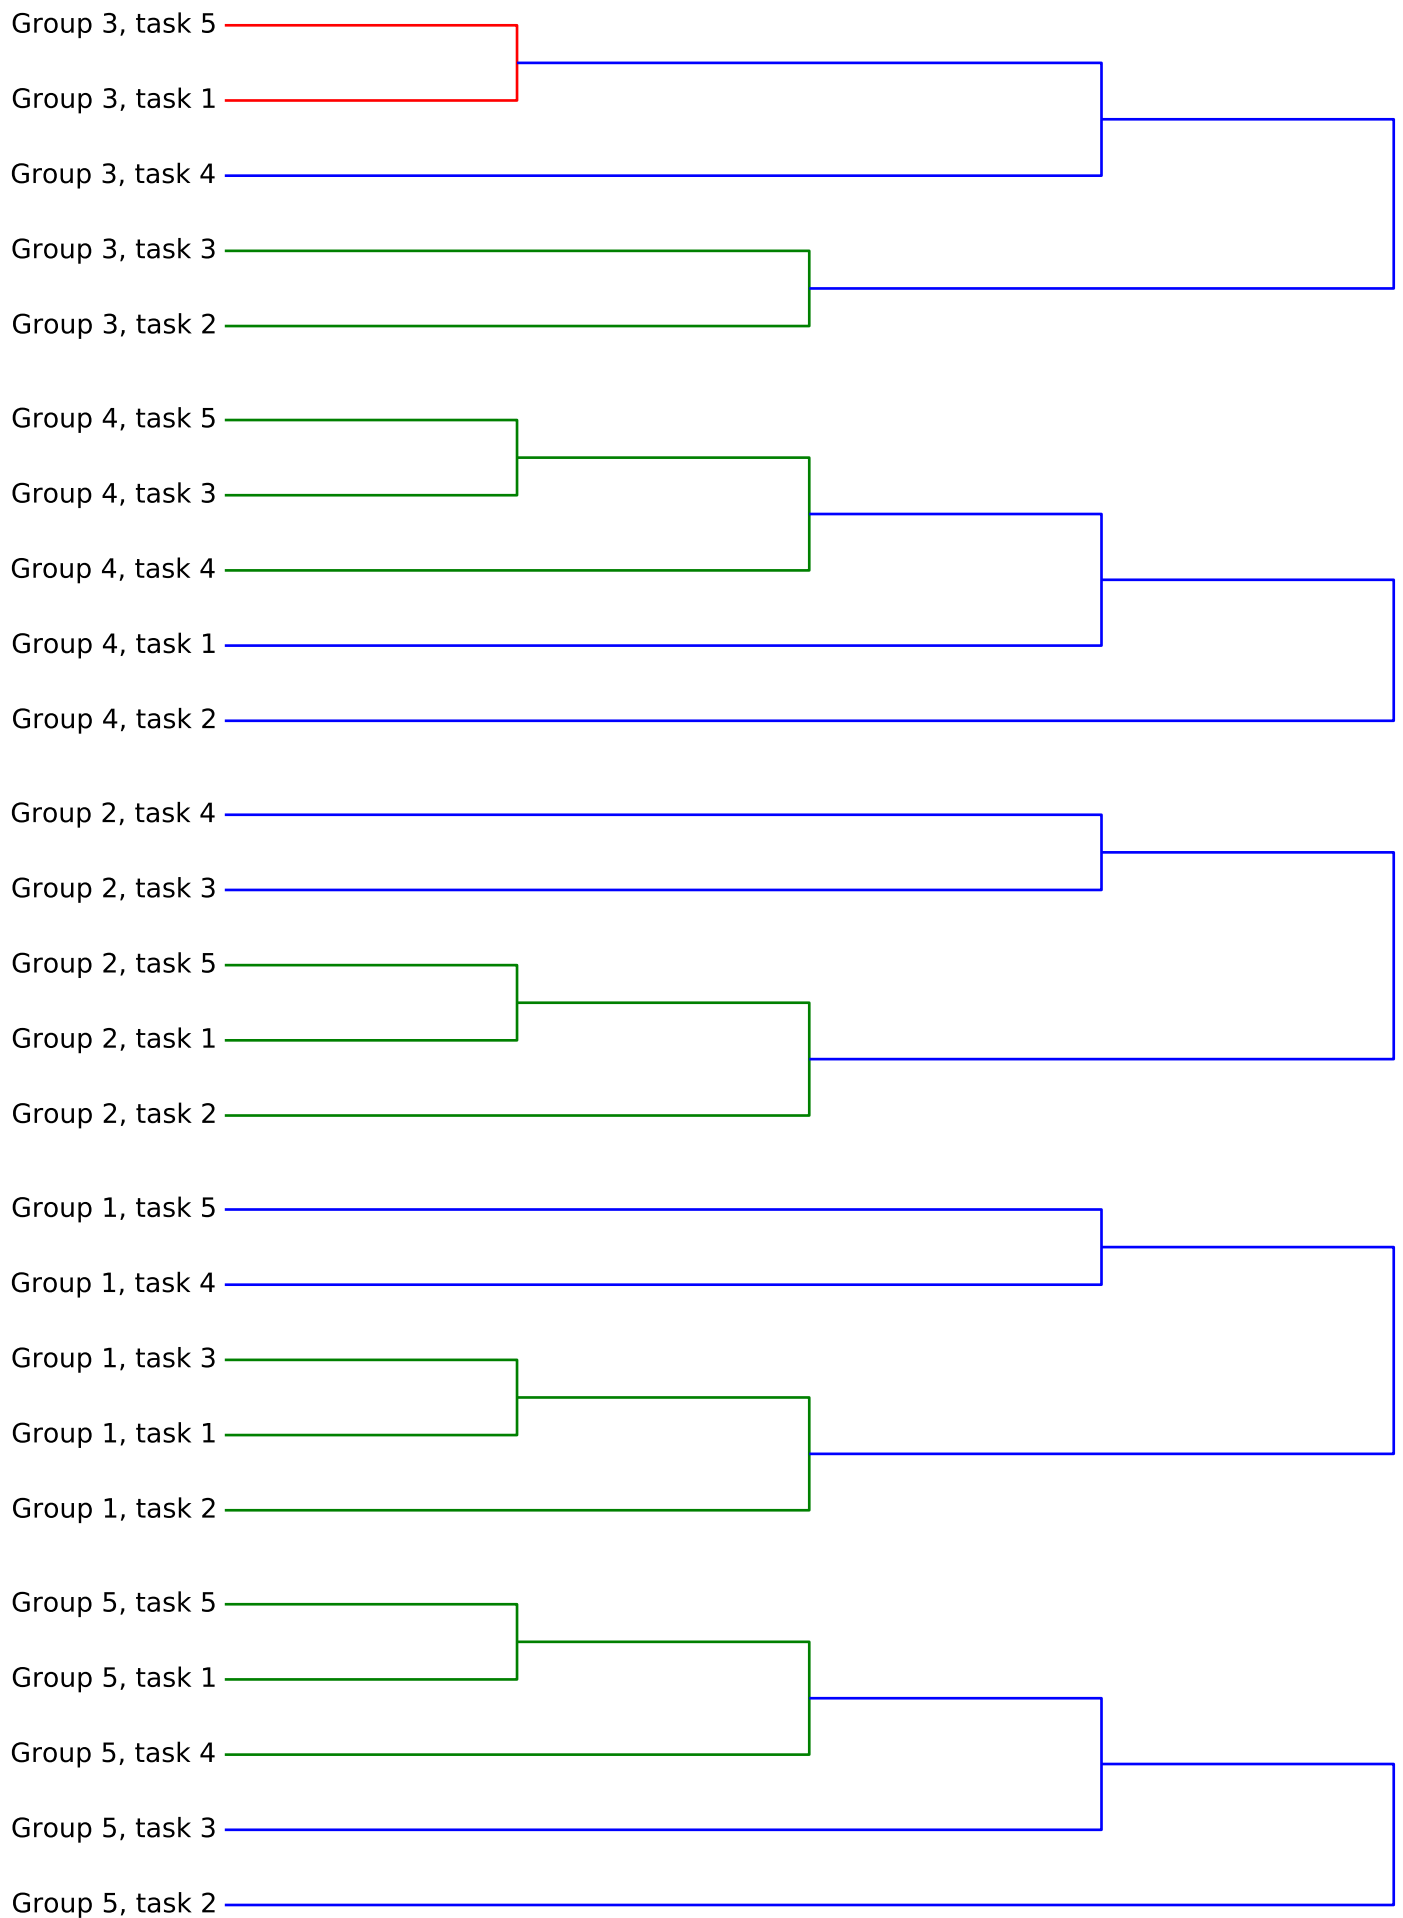 Group 3, task 5
Group 3, task 1
Group 3, task 4
Group 3, task 3
Group 3, task 2
Group 4, task 5
Group 4, task 3
Group 4, task 4
Group 4, task 1
Group 4, task 2
Group 2, task 4
Group 2, task 3
Group 2, task 5
Group 2, task 1
Group 2, task 2
Group 1, task 5
Group 1, task 4
Group 1, task 3
Group 1, task 1
Group 1, task 2
Group 5, task 5
Group 5, task 1
Group 5, task 4
Group 5, task 3
Group 5, task 2